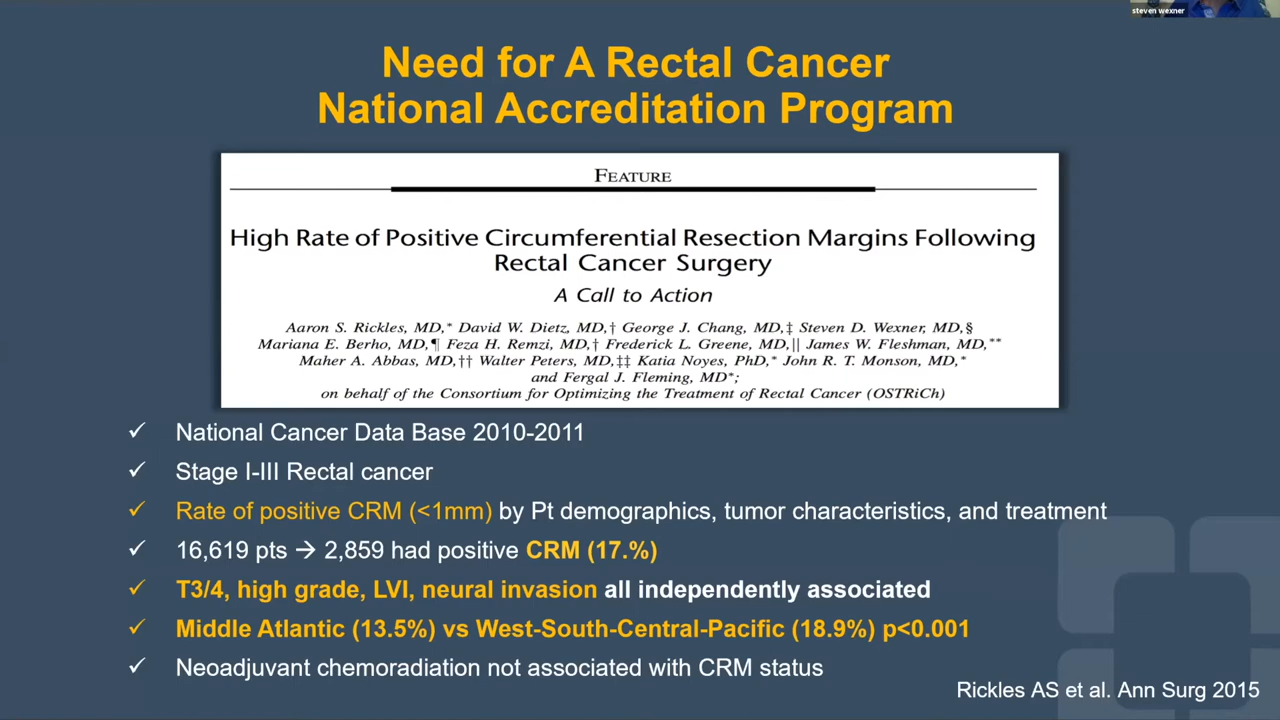 steven wexner
Need for A Rectal Cancer
National Accreditation Program
FEATURE
High Rate of Positive Circumferential Resection Margins Following
Rectal Cancer Surgery
A Call to Action
Aaron S. Rickles, MD,* David W. Dietz, MD,† George J. Chang, MD,‡ Steven D. Wexner, MD,§
Mariana E. Berho, MD,¶ Feza H. Remzi, MD,† Frederick L. Greene, MD,|| James W. Fleshman, MD,**
Maher A. Abbas, MD,†† Walter Peters, MD,‡‡ Katia Noyes, PhD,* John R. T. Monson, MD,*
and Fergal J. Fleming, MD*;
on behalf of the Consortium for Optimizing the Treatment of Rectal Cancer (OSTRiCh)
✓ National Cancer Data Base 2010-2011
✓ Stage I-III Rectal cancer
✓ Rate of positive CRM (<1mm) by Pt demographics, tumor characteristics, and treatment
✓ 16,619 pts → 2,859 had positive CRM (17.%)
✓ T3/4, high grade, LVI, neural invasion all independently associated
✓ Middle Atlantic (13.5%) vs West-South-Central-Pacific (18.9%) p<0.001
✓ Neoadjuvant chemoradiation not associated with CRM status
Rickles AS et al. Ann Surg 2015